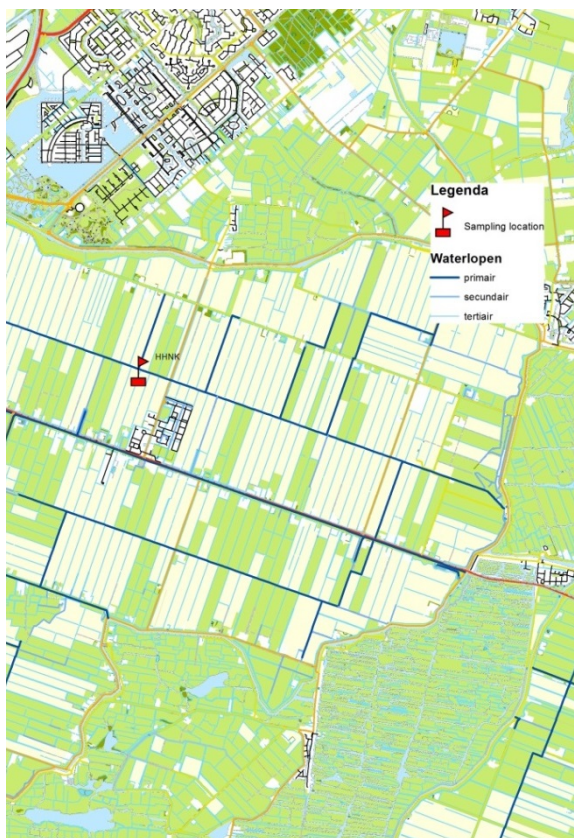 Legenda
Sampling location
Waterlopen
primair
secundair
tertiair
HHNK